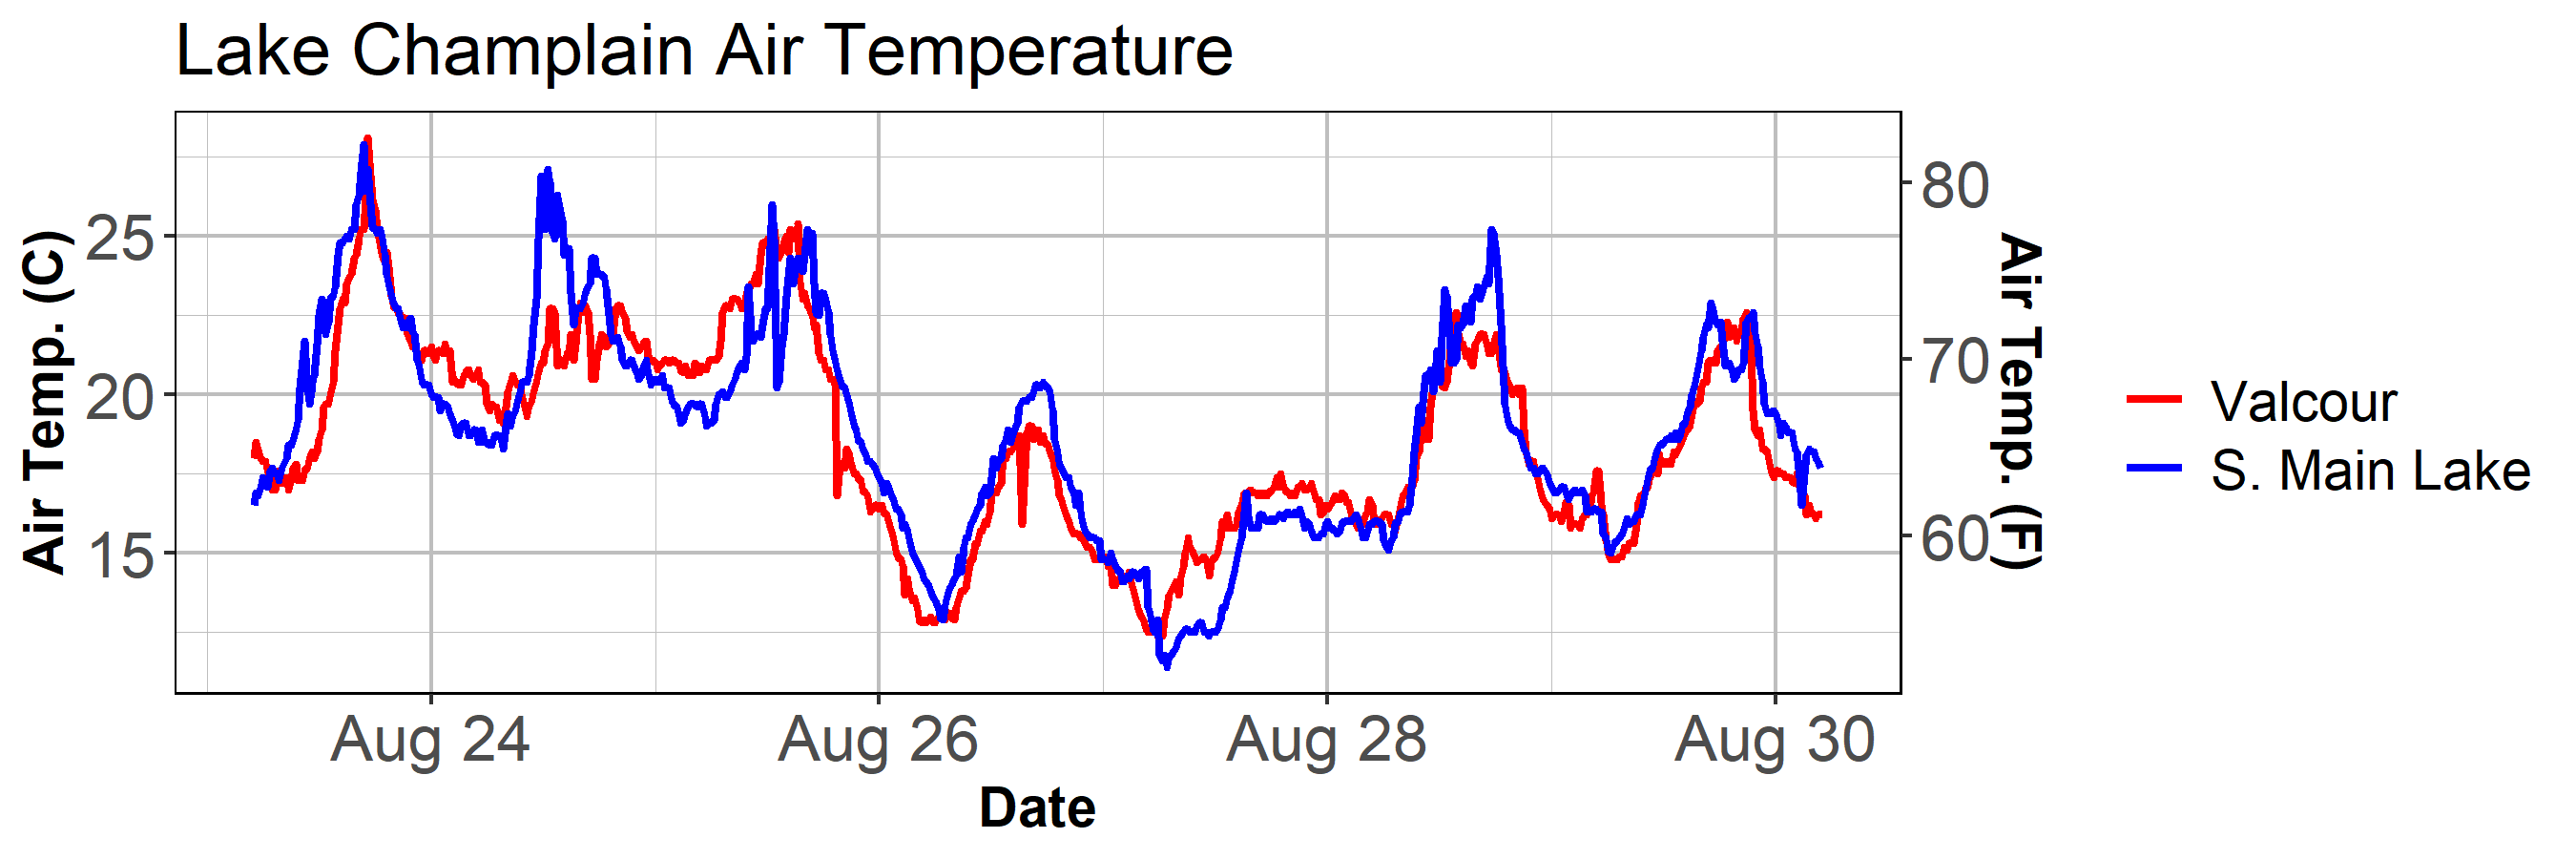 Lake Champlain Air Temperature
Air Temp. (C)
25
20
15
80
70
60
Air Temp. (F)
Aug 24 Aug 26 Aug 28 Aug 30
Date
Valcour
S. Main Lake